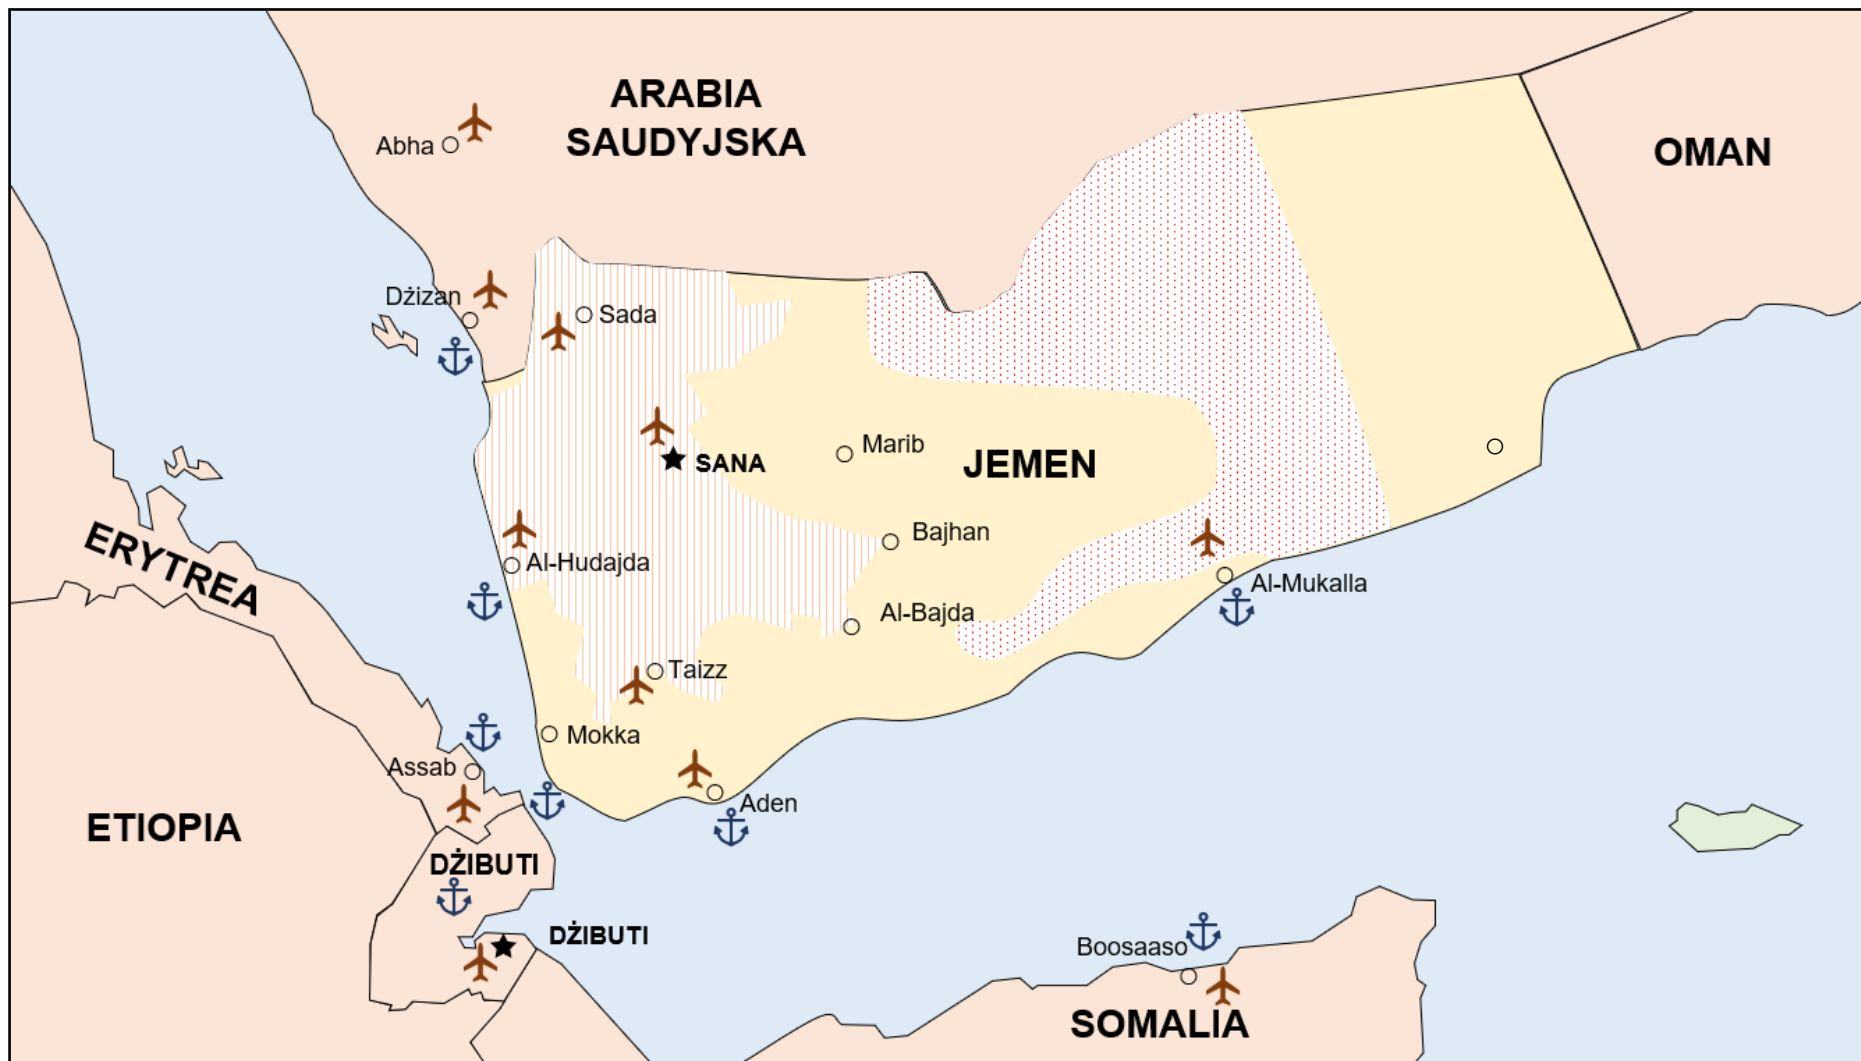 ARABIA
SAUDYJSKA
OMAN
Abha
Dżizan
Sada
Marib
SANA
JEMEN
Bajhan
Al-Hudajda
ERYTREA
Al-Mukalla
Al-Bajda
Taizz
Mokka
Assab
Aden
ETIOPIA
DŻIBUTI
DŻIBUTI
Boosaaso
SOMALIA